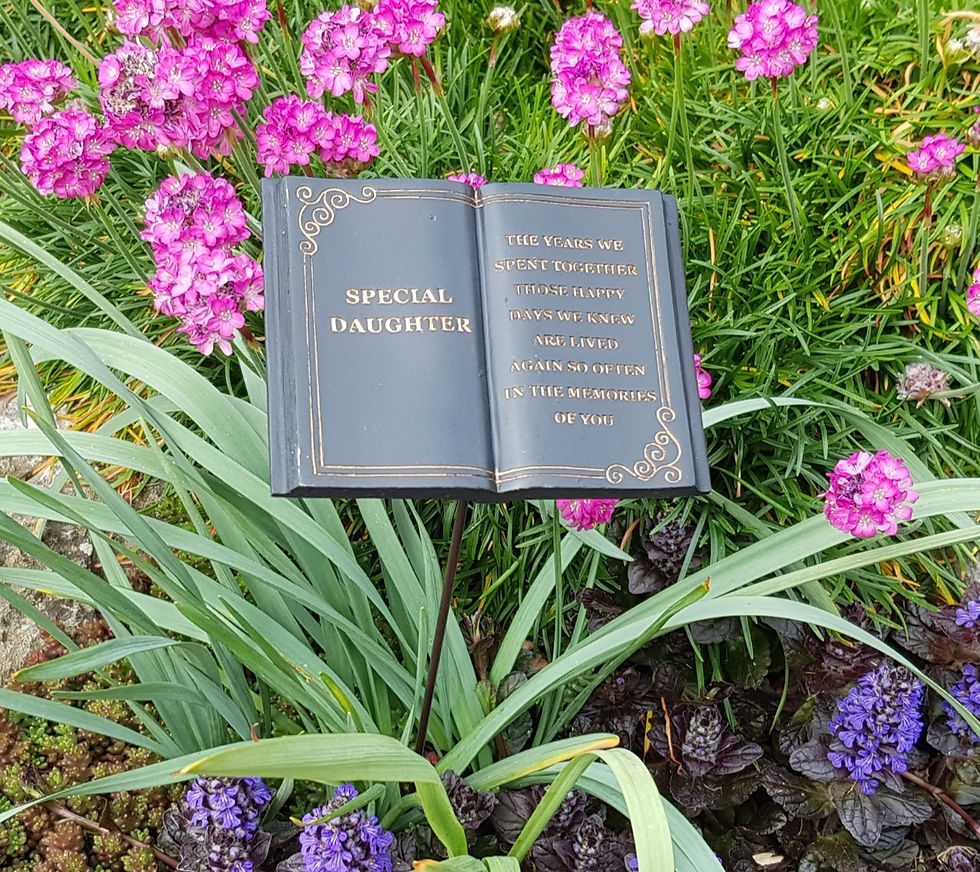 SPECIAL
DAUGHTER
THE YEARS WE
SPENT TOGETHER
THOSE HAPPY
DAYS WE KNEW
ARE LIVED
AGAIN SO OFTEN
IN THE MEMORIES
OF YOU